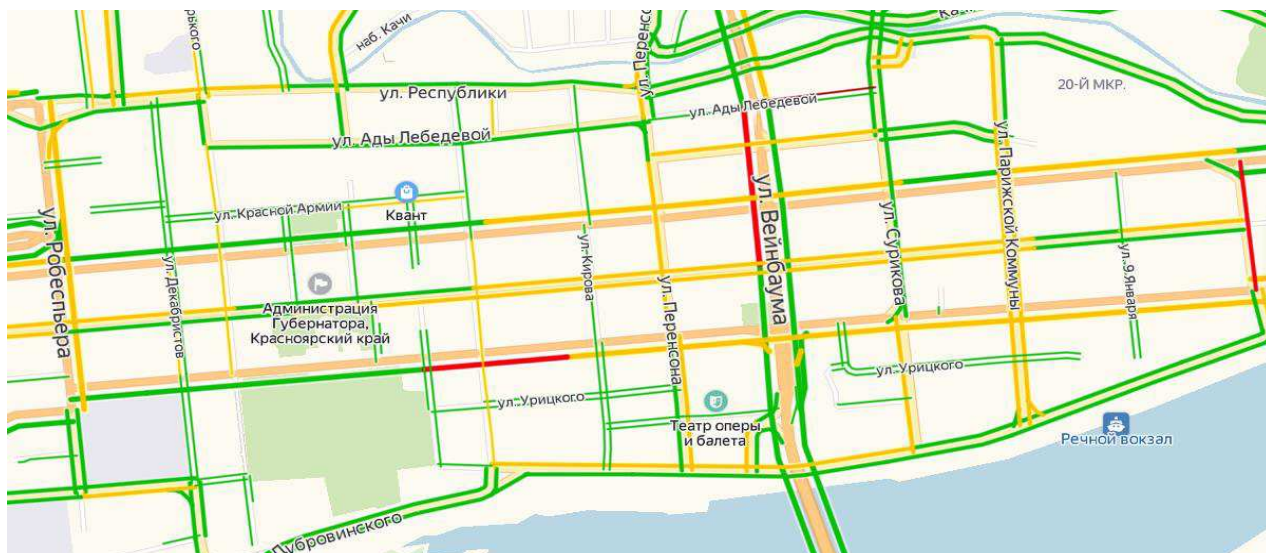 наб. Качи
ул. Республики
ул. Ады Лебедевой
ул. Ады Лебедевой
20-Й МКР.
ул. Красной Армии
Квант
ул. Робеспьера
ул. Декабристов
Администрация
Губернатора,
Красноярский край
ул. Кирова
ул. Перенсона
ул. Вейнбаума
ул. Сурикова
ул. Парижской Коммуны
ул. 9 Января
ул. Урицкого
ул. Урицкого
Театр оперы
и балета
Речной вокзал
Дубровинского